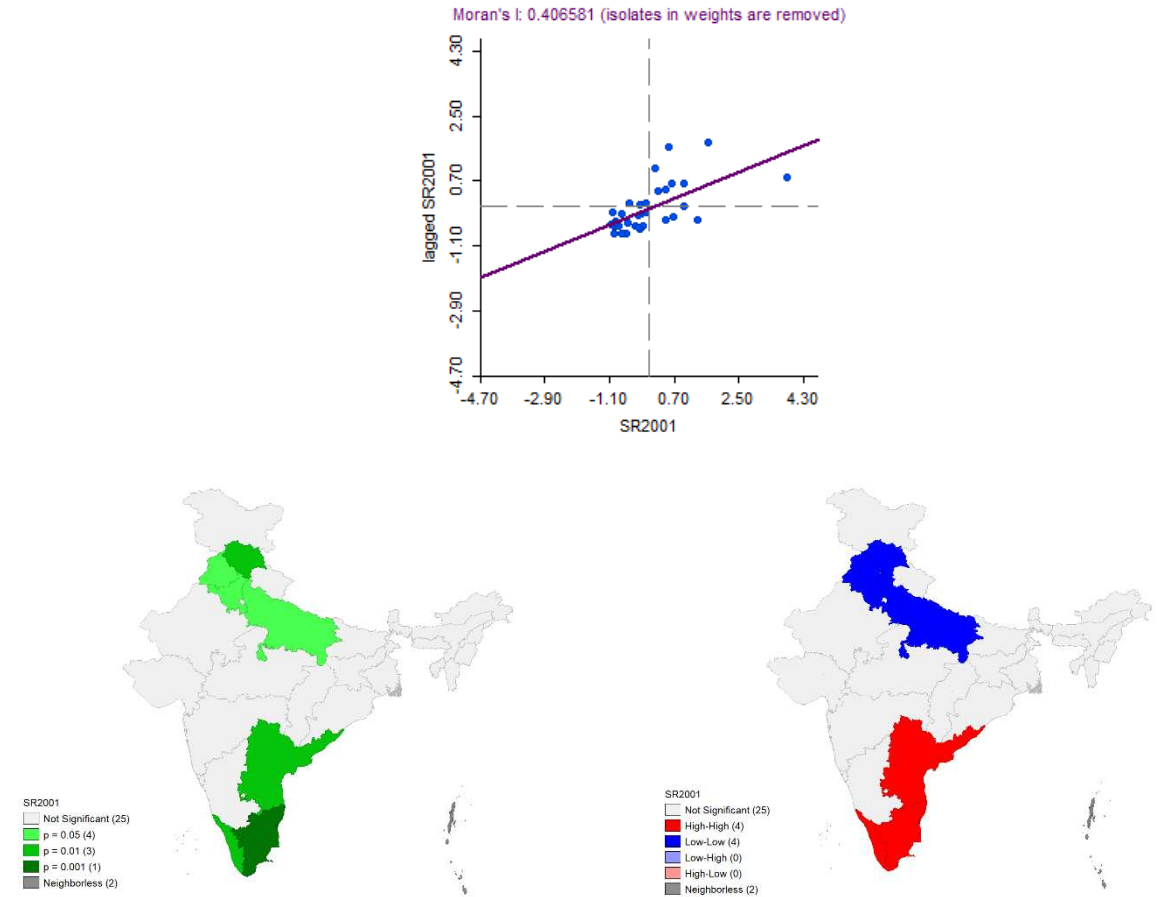 Moran's I: 0.406581 (isolates in weights are removed)
4.30
2.50
0.70
-1.10
-2.90
-4.70
lagged SR2001
-4.70 -2.90 -1.10 0.70 2.50 4.30
SR2001
SR2001
Not Significant (25)
p = 0.05 (4)
p = 0.01 (3)
p = 0.001 (1)
Neighborless (2)
SR2001
Not Significant (25)
High-High (4)
Low-Low (4)
Low-High (0)
High-Low (0)
Neighborless (2)